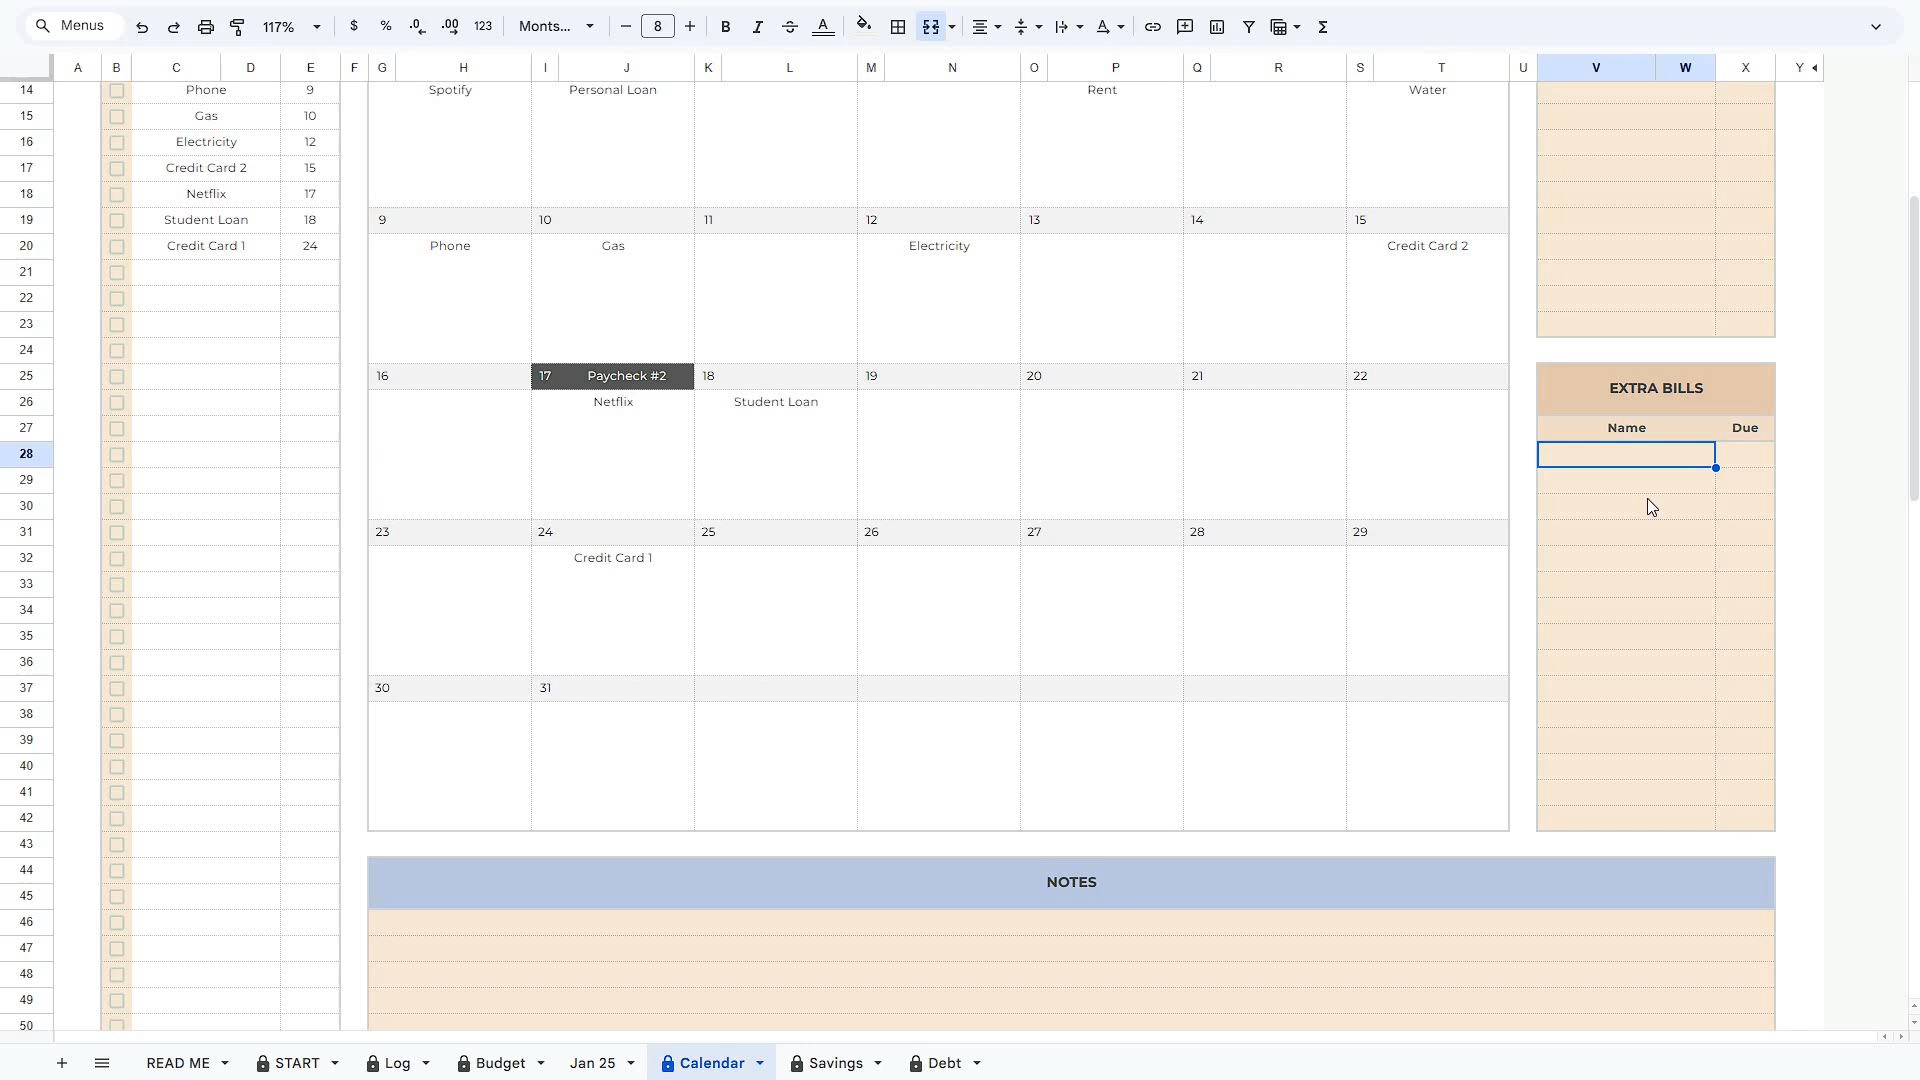 Menus 117% $ % .0 .00 123 Monts... − 8 + B I S A
A B C D E F G H I J K L M N O P Q R S T U V W X Y
14 Phone 9 Spotify Personal Loan Rent Water
15 Gas 10
16 Electricity 12
17 Credit Card 2 15
18 Netflix 17
19 Student Loan 18 9 10 11 12 13 14 15
20 Credit Card 1 24 Phone Gas Electricity Credit Card 2
21
22
23
24
25 16 17 Paycheck #2 18 19 20 21 22 EXTRA BILLS
26 Netflix Student Loan
27 Name Due
28
29
30
31 23 24 25 26 27 28 29
32 Credit Card 1
33
34
35
36
37 30 31
38
39
40
41
42
43
44 NOTES
45
46
47
48
49
50
+ READ ME START Log Budget Jan 25 Calendar Savings Debt